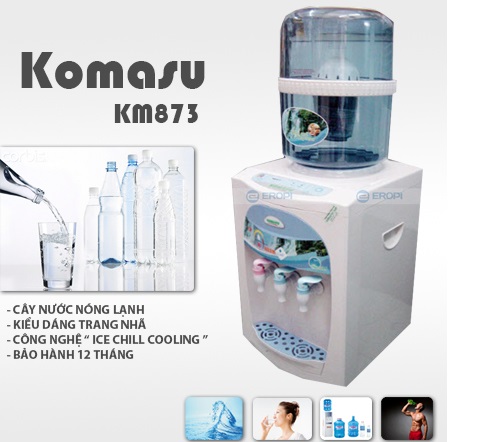 Komasu
KM873
EROPI
EROPI
- CÂY NƯỚC NÓNG LẠNH
- KIỂU DÁNG TRANG NHÃ
- CÔNG NGHỆ “ ICE CHILL COOLING ”
- BẢO HÀNH 12 THÁNG